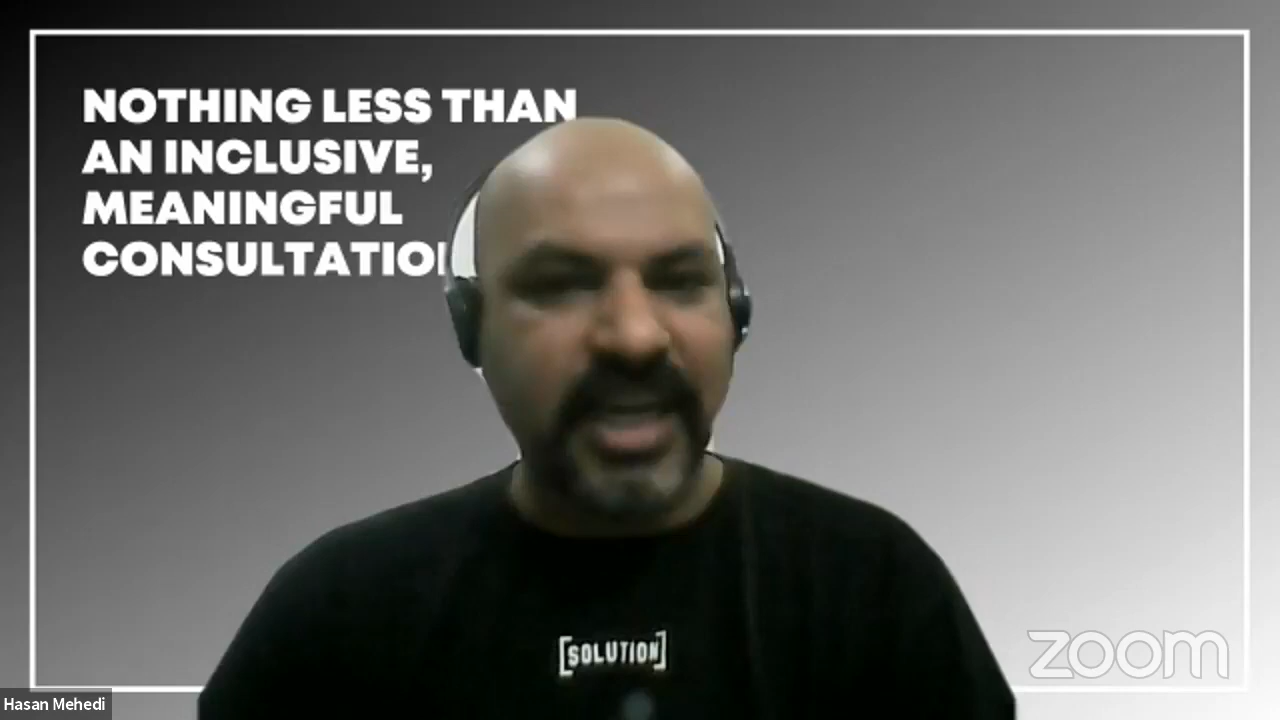 NOTHING LESS THAN
AN INCLUSIVE,
MEANINGFUL
CONSULTATIO
[SOLUTION]
zoom
Hasan Mehedi